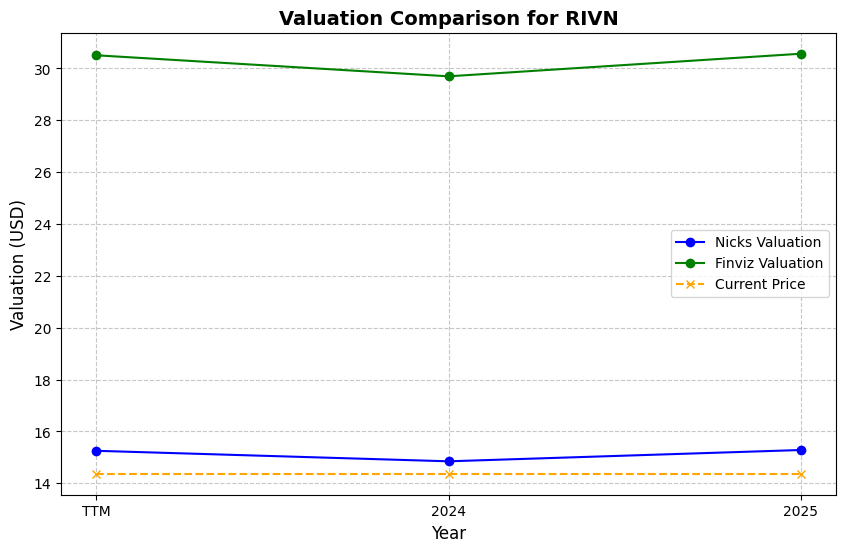 Valuation Comparison for RIVN
Valuation (USD)
30
28
26
24
22
20
18
16
14
Nicks Valuation
Finviz Valuation
Current Price
TTM
2024
2025
Year